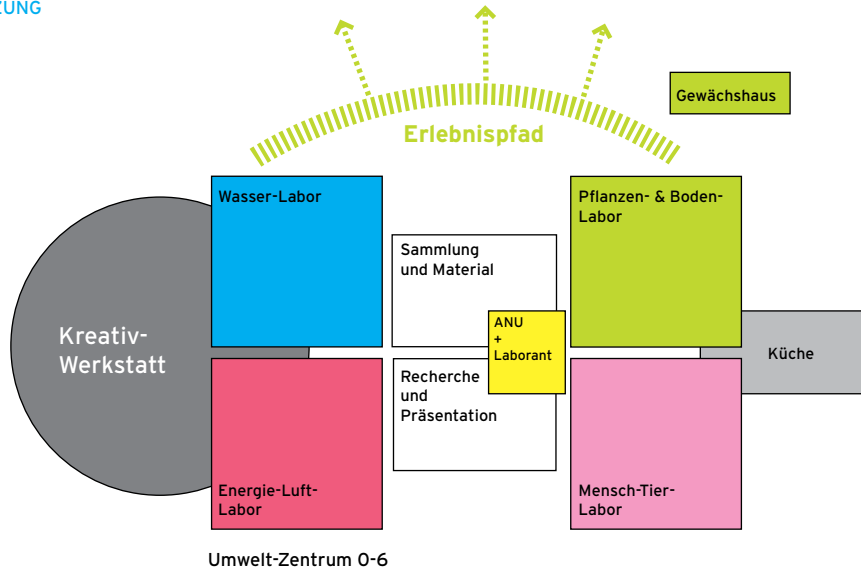 ZUNG
Gewächshaus
Erlebnispfad
Wasser-Labor
Pflanzen- & Boden-
Labor
Sammlung
und Material
ANU
+
Laborant
Kreativ-
Werkstatt
Küche
Recherche
und
Präsentation
Energie-Luft-
Labor
Mensch-Tier-
Labor
Umwelt-Zentrum 0-6